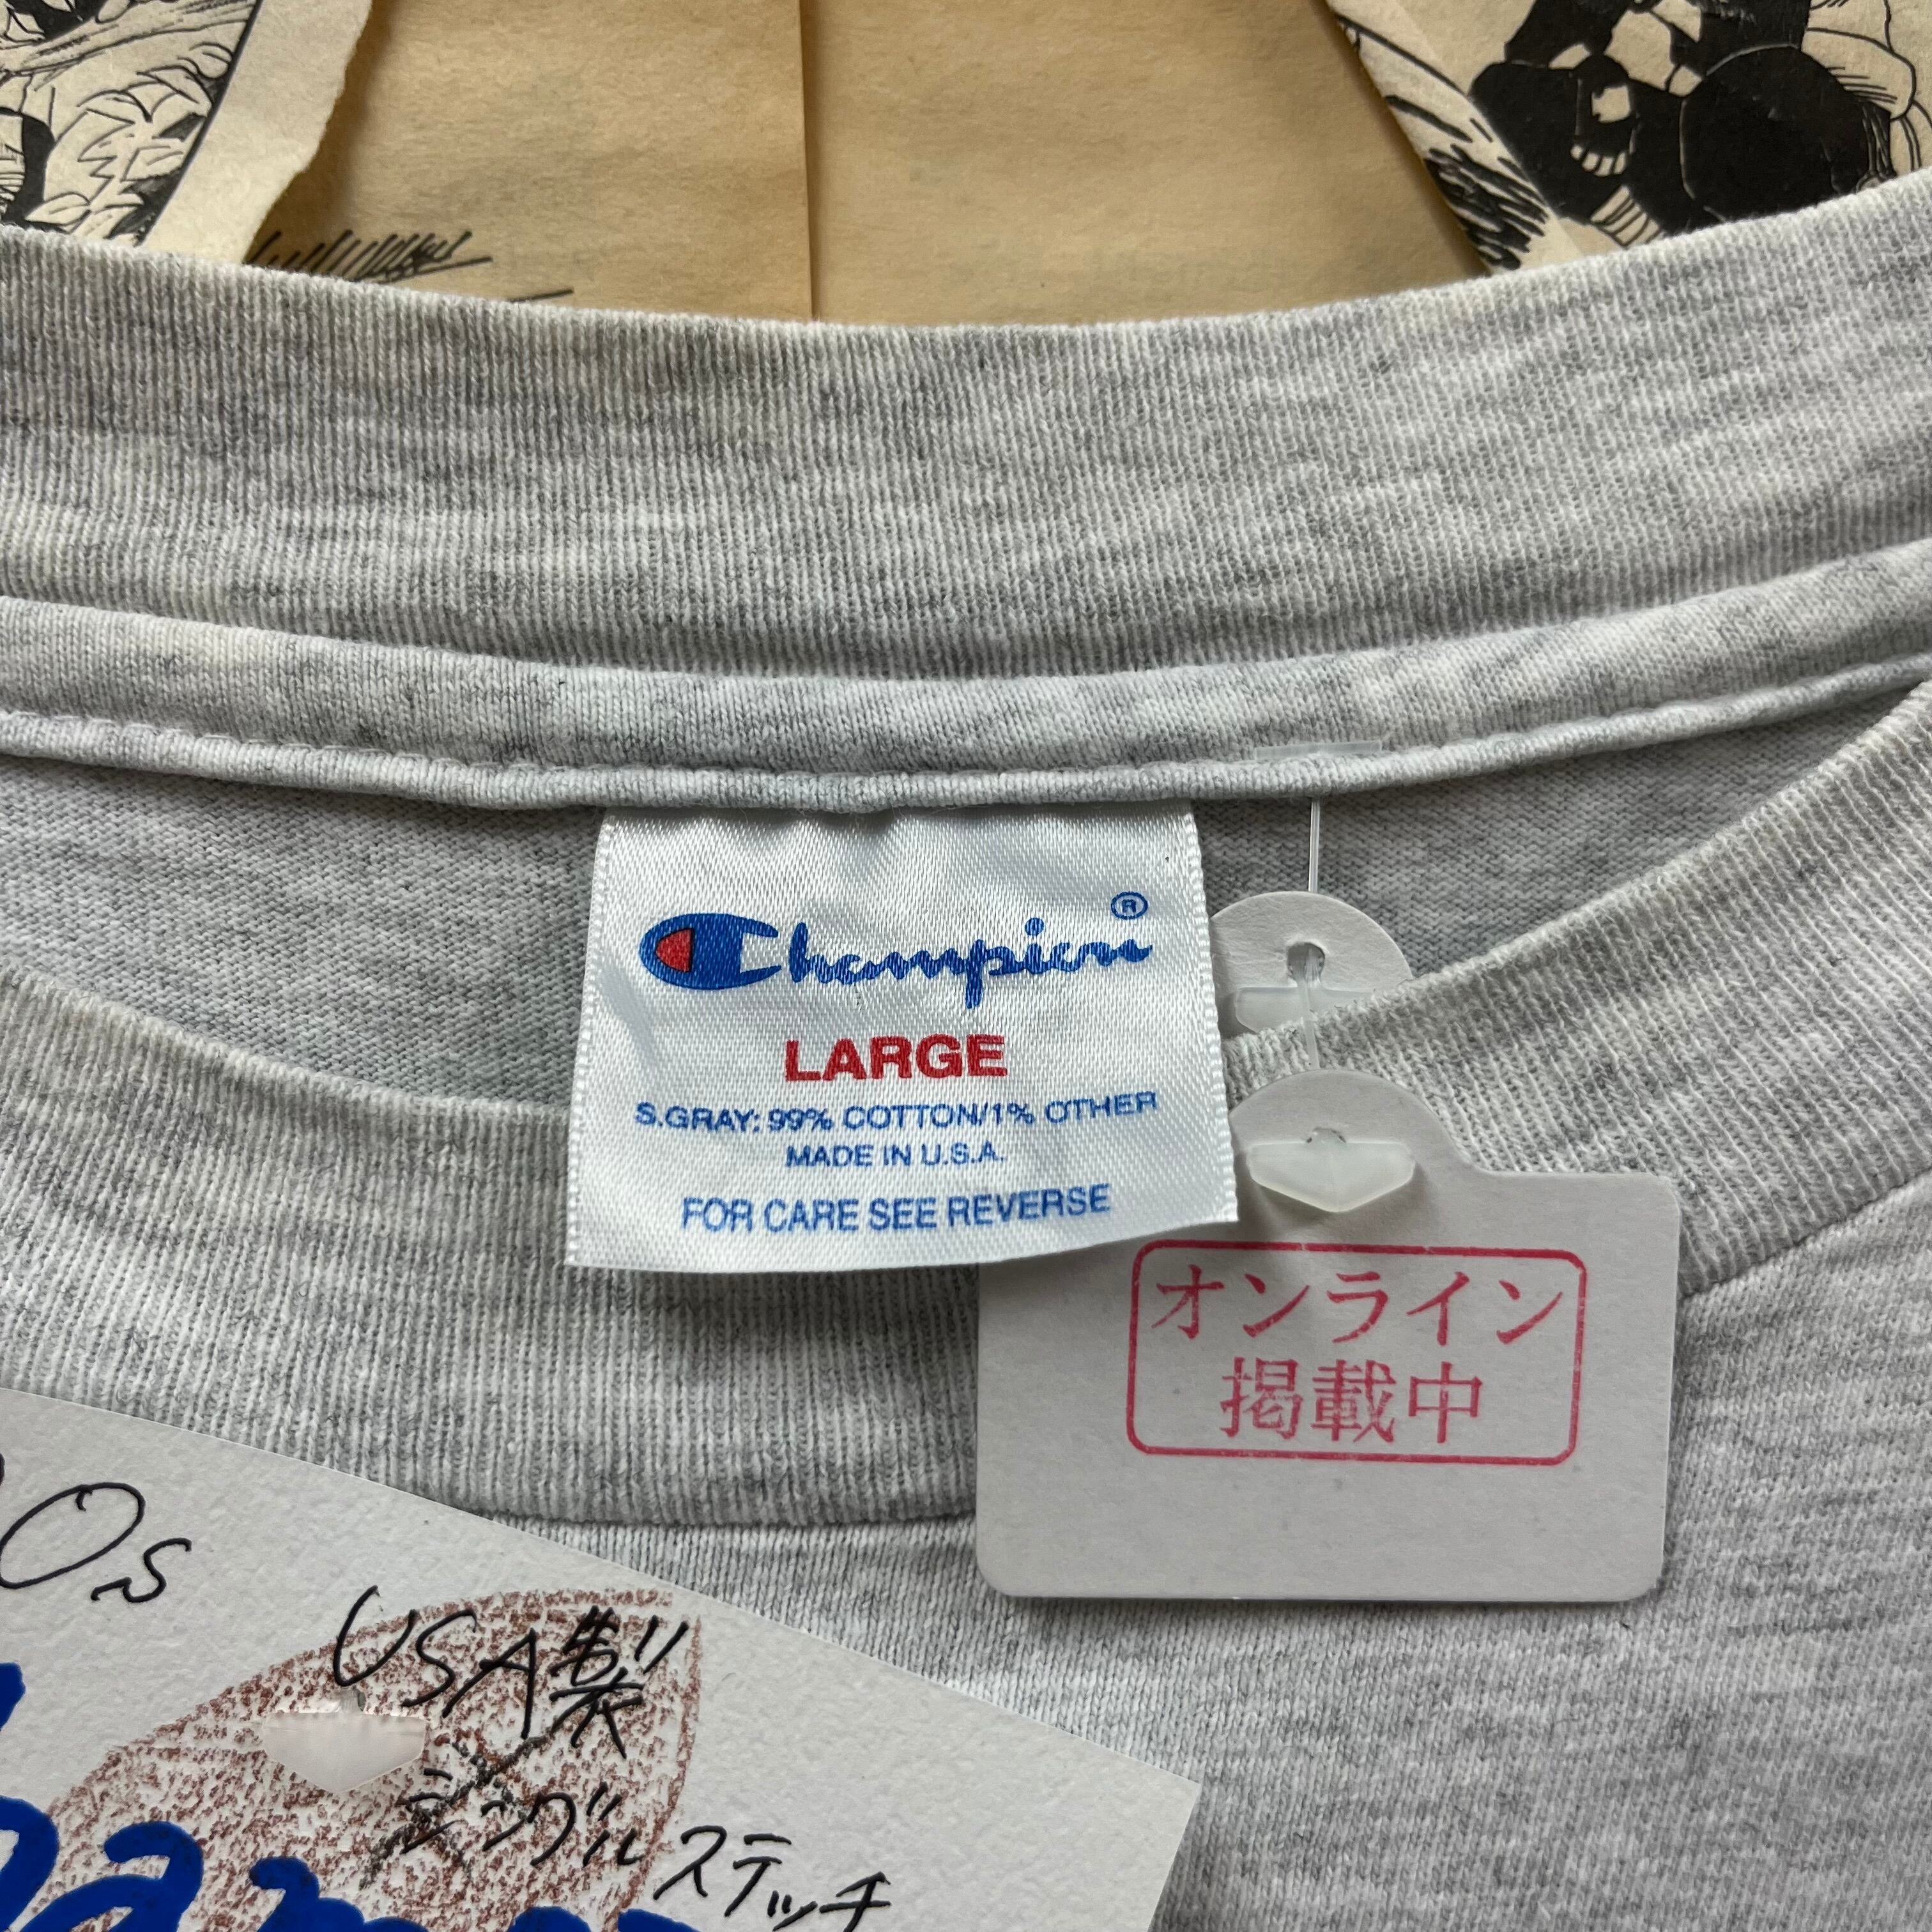 Champion®
LARGE
S.GRAY: 99% COTTON/1% OTHER
MADE IN U.S.A.
FOR CARE SEE REVERSE
オンライン
掲載中
0s
USA製
シングルステッチ